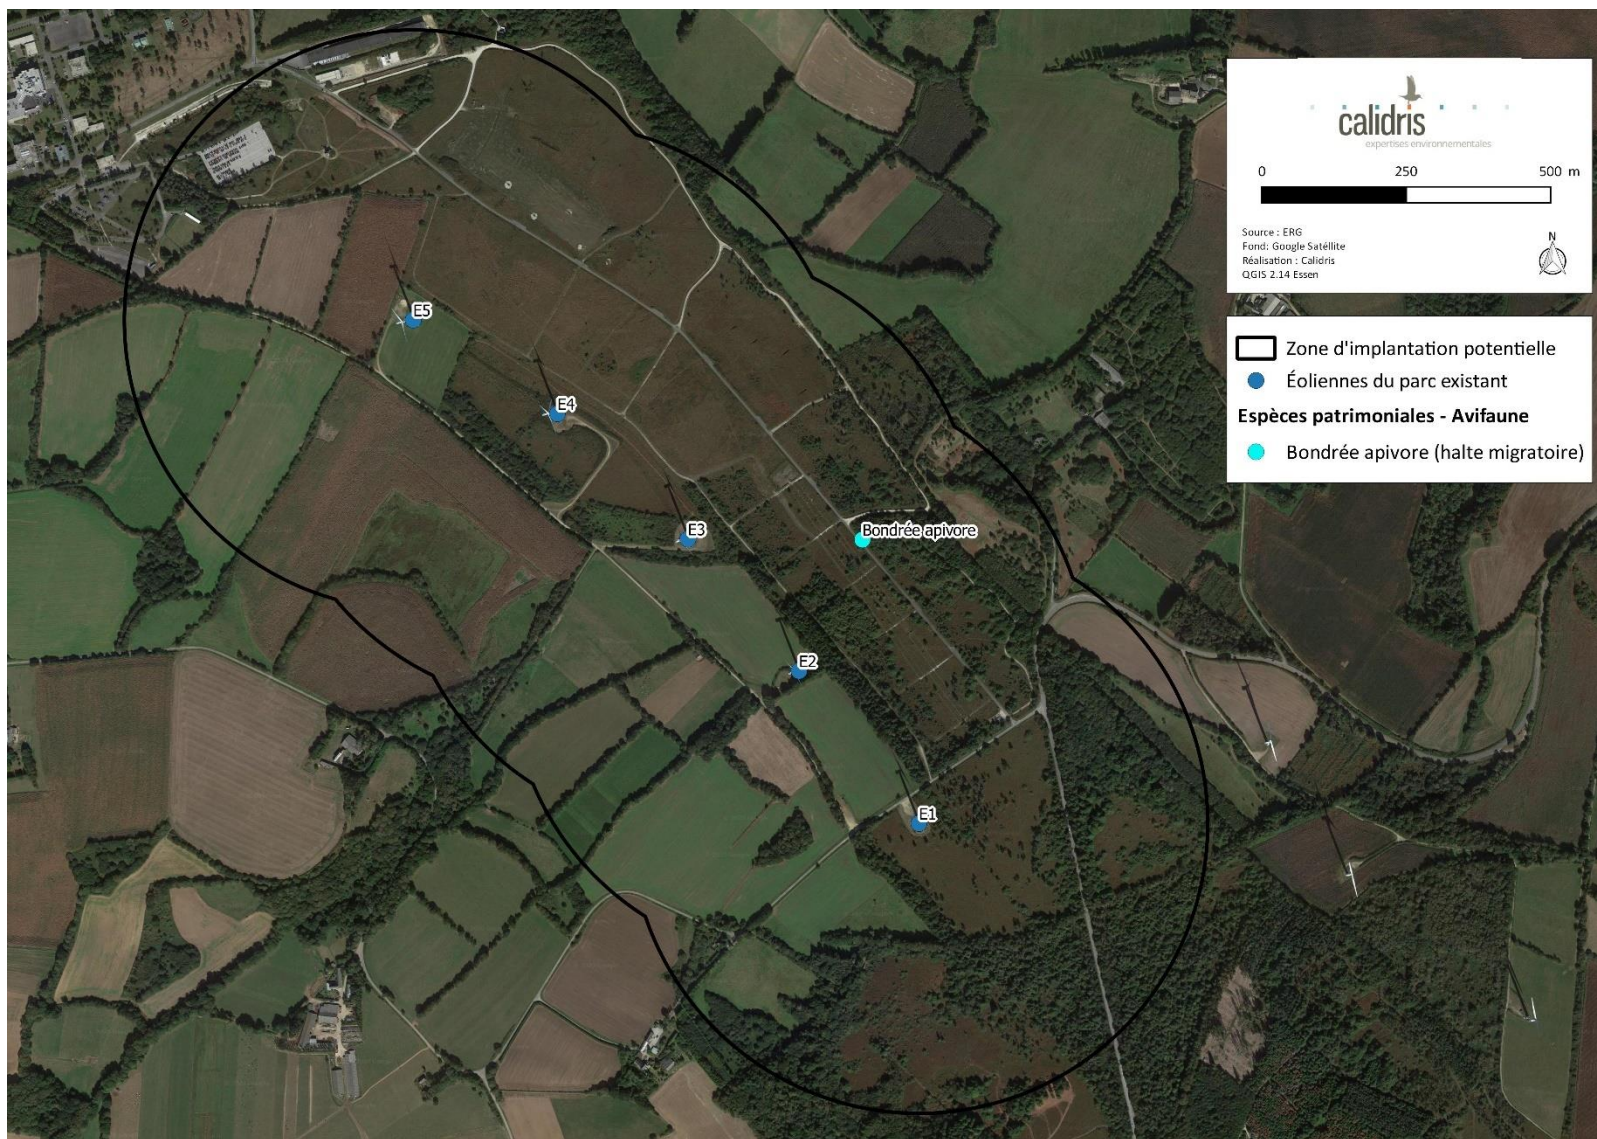 calidris
expertises environnementales
0 250 500 m
Source : ERG
Fond: Google Satéllite
Réalisation : Calidris
QGIS 2.14 Essen
N
Zone d'implantation potentielle
Éoliennes du parc existant
Espèces patrimoniales - Avifaune
Bondrée apivore (halte migratoire)
E5
E4
E3
Bondrée apivore
E2
E1